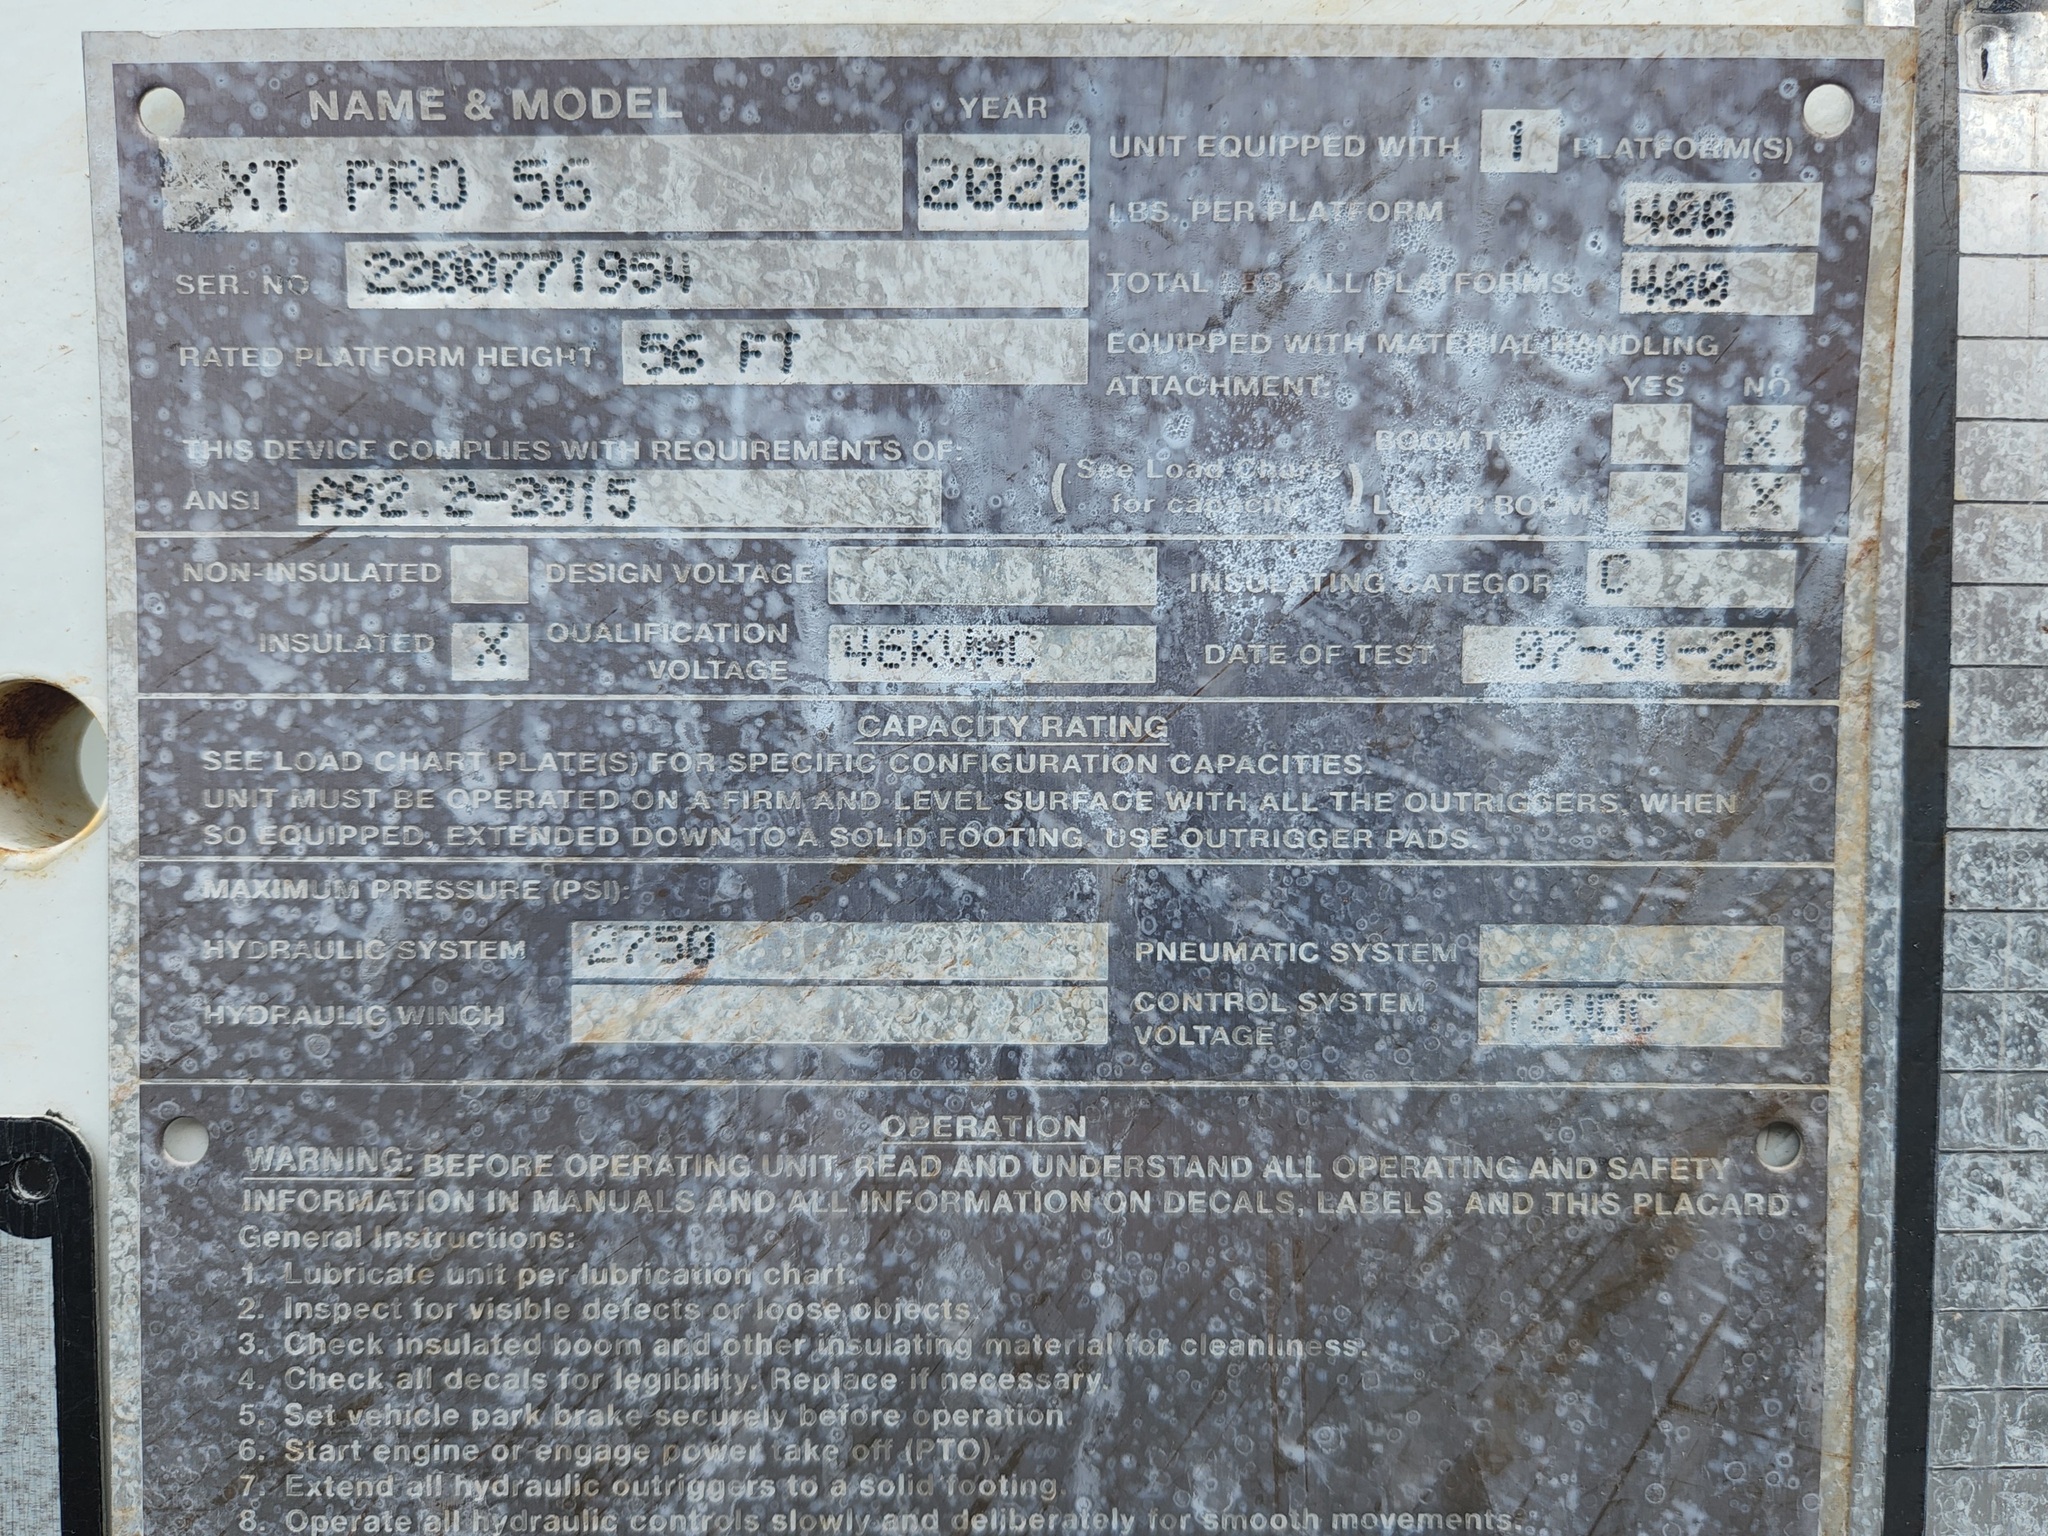 NAME & MODEL YEAR
XT PRO 56 2020
UNIT EQUIPPED WITH 1 PLATFORM(S)
LBS. PER PLATFORM 400
SER. NO. 2200771954
TOTAL LBS. ALL PLATFORMS 400
RATED PLATFORM HEIGHT 56 FT
EQUIPPED WITH MATERIAL HANDLING
ATTACHMENT: YES NO
THIS DEVICE COMPLIES WITH REQUIREMENTS OF:
ANSI A92.2-2015
BOOM TIP X
(See Load Charts
for capacity) LOWER BOOM X
NON-INSULATED DESIGN VOLTAGE INSULATING CATEGORY C
INSULATED X QUALIFICATION
VOLTAGE 46KVAC DATE OF TEST 07-31-20
CAPACITY RATING
SEE LOAD CHART PLATE(S) FOR SPECIFIC CONFIGURATION CAPACITIES.
UNIT MUST BE OPERATED ON A FIRM AND LEVEL SURFACE WITH ALL THE OUTRIGGERS, WHEN
SO EQUIPPED, EXTENDED DOWN TO A SOLID FOOTING. USE OUTRIGGER PADS.
MAXIMUM PRESSURE (PSI):
HYDRAULIC SYSTEM 2750 PNEUMATIC SYSTEM
HYDRAULIC WINCH CONTROL SYSTEM
VOLTAGE 12VDC
OPERATION
WARNING: BEFORE OPERATING UNIT, READ AND UNDERSTAND ALL OPERATING AND SAFETY
INFORMATION IN MANUALS AND ALL INFORMATION ON DECALS, LABELS, AND THIS PLACARD.
General Instructions:
1. Lubricate unit per lubrication chart.
2. Inspect for visible defects or loose objects.
3. Check insulated boom and other insulating material for cleanliness.
4. Check all decals for legibility. Replace if necessary.
5. Set vehicle park brake securely before operation.
6. Start engine or engage power take off (PTO).
7. Extend all hydraulic outriggers to a solid footing.
8. Operate all hydraulic controls slowly and deliberately for smooth movements.